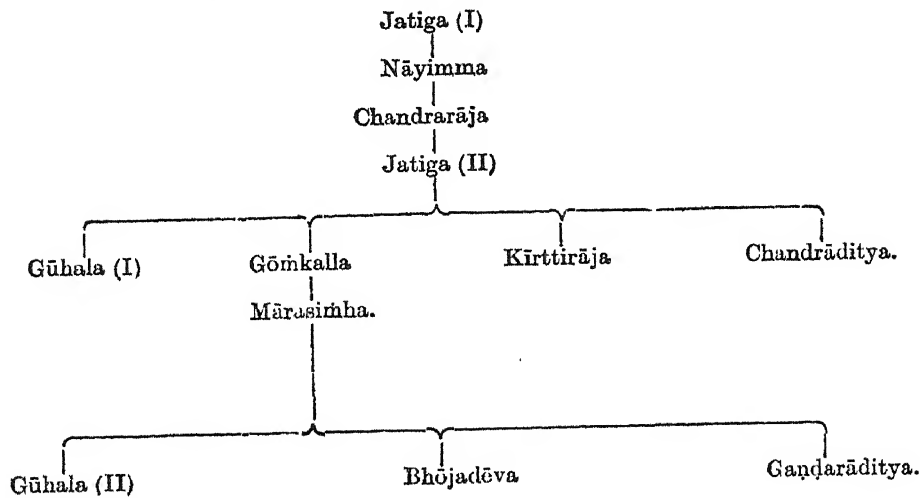 Jatiga (I)
Nāyimma
Chandrarāja
Jatiga (II)
Gūhala (I) Gōṁkalla Kīrttirāja Chandrāditya.
Mārasiṁha.
Gūhala (II) Bhōjadēva Gaṇḍarāditya.